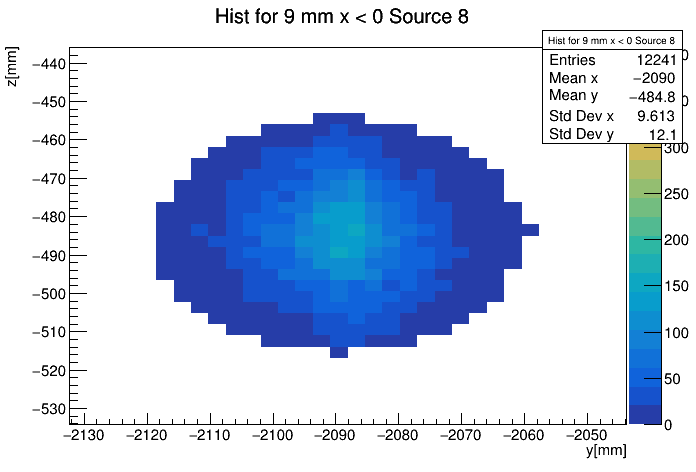 Hist for 9 mm x < 0 Source 8
z[mm]
−440
−450
−460
−470
−480
−490
−500
−510
−520
−530
−2130
−2120
−2110
−2100
−2090
−2080
−2070
−2060
−2050
y[mm]
Hist for 9 mm x < 0 Source 8
Entries 12241
Mean x −2090
Mean y −484.8
Std Dev x 9.613
Std Dev y 12.1
300
250
200
150
100
50
0